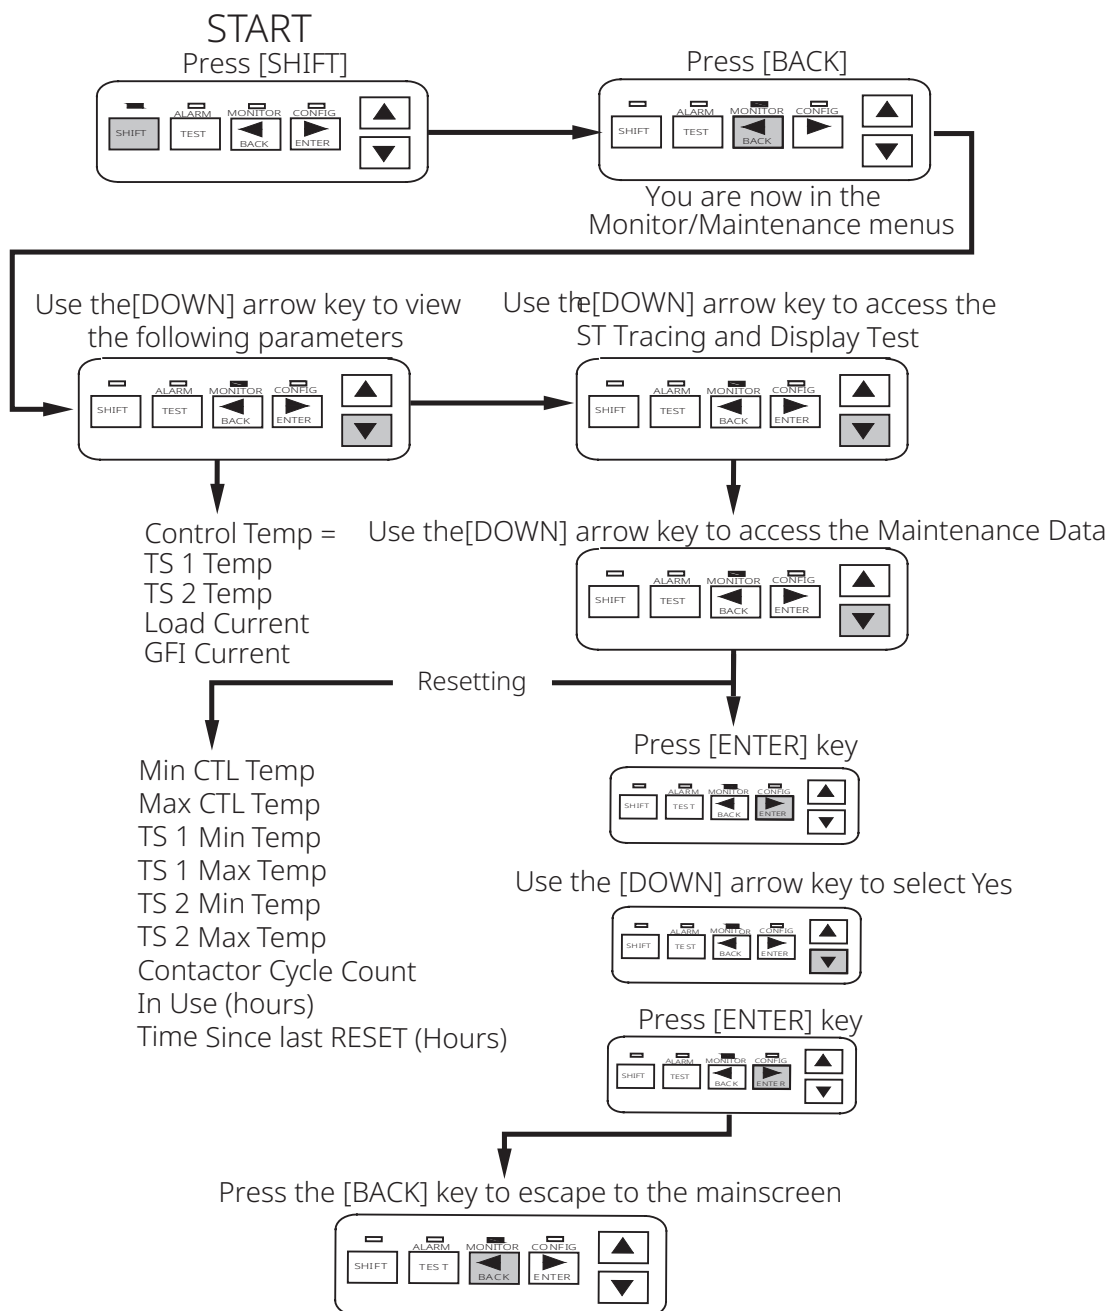 START
Press [SHIFT]
ALARM MONITOR CONFIG
SHIFT TEST BACK ENTER
Press [BACK]
ALARM MONITOR CONFIG
SHIFT TEST BACK
You are now in the
Monitor/Maintenance menus
Use the[DOWN] arrow key to view
the following parameters
ALARM MONITOR CONFIG
SHIFT TEST BACK ENTER
Use the[DOWN] arrow key to access the
ST Tracing and Display Test
ALARM MONITOR CONFIG
SHIFT TEST BACK ENTER
Control Temp =
TS 1 Temp
TS 2 Temp
Load Current
GFI Current
Use the[DOWN] arrow key to access the Maintenance Data
ALARM MONITOR CONFIG
SHIFT TEST BACK ENTER
Resetting
Min CTL Temp
Max CTL Temp
TS 1 Min Temp
TS 1 Max Temp
TS 2 Min Temp
TS 2 Max Temp
Contactor Cycle Count
In Use (hours)
Time Since last RESET (Hours)
Press [ENTER] key
ALARM MONITOR CONFIG
SHIFT TEST BACK ENTER
Use the [DOWN] arrow key to select Yes
ALARM MONITOR CONFIG
SHIFT TEST BACK ENTER
Press [ENTER] key
ALARM MONITOR CONFIG
SHIFT TEST BACK ENTER
Press the [BACK] key to escape to the mainscreen
ALARM MONITOR CONFIG
SHIFT TEST BACK ENTER